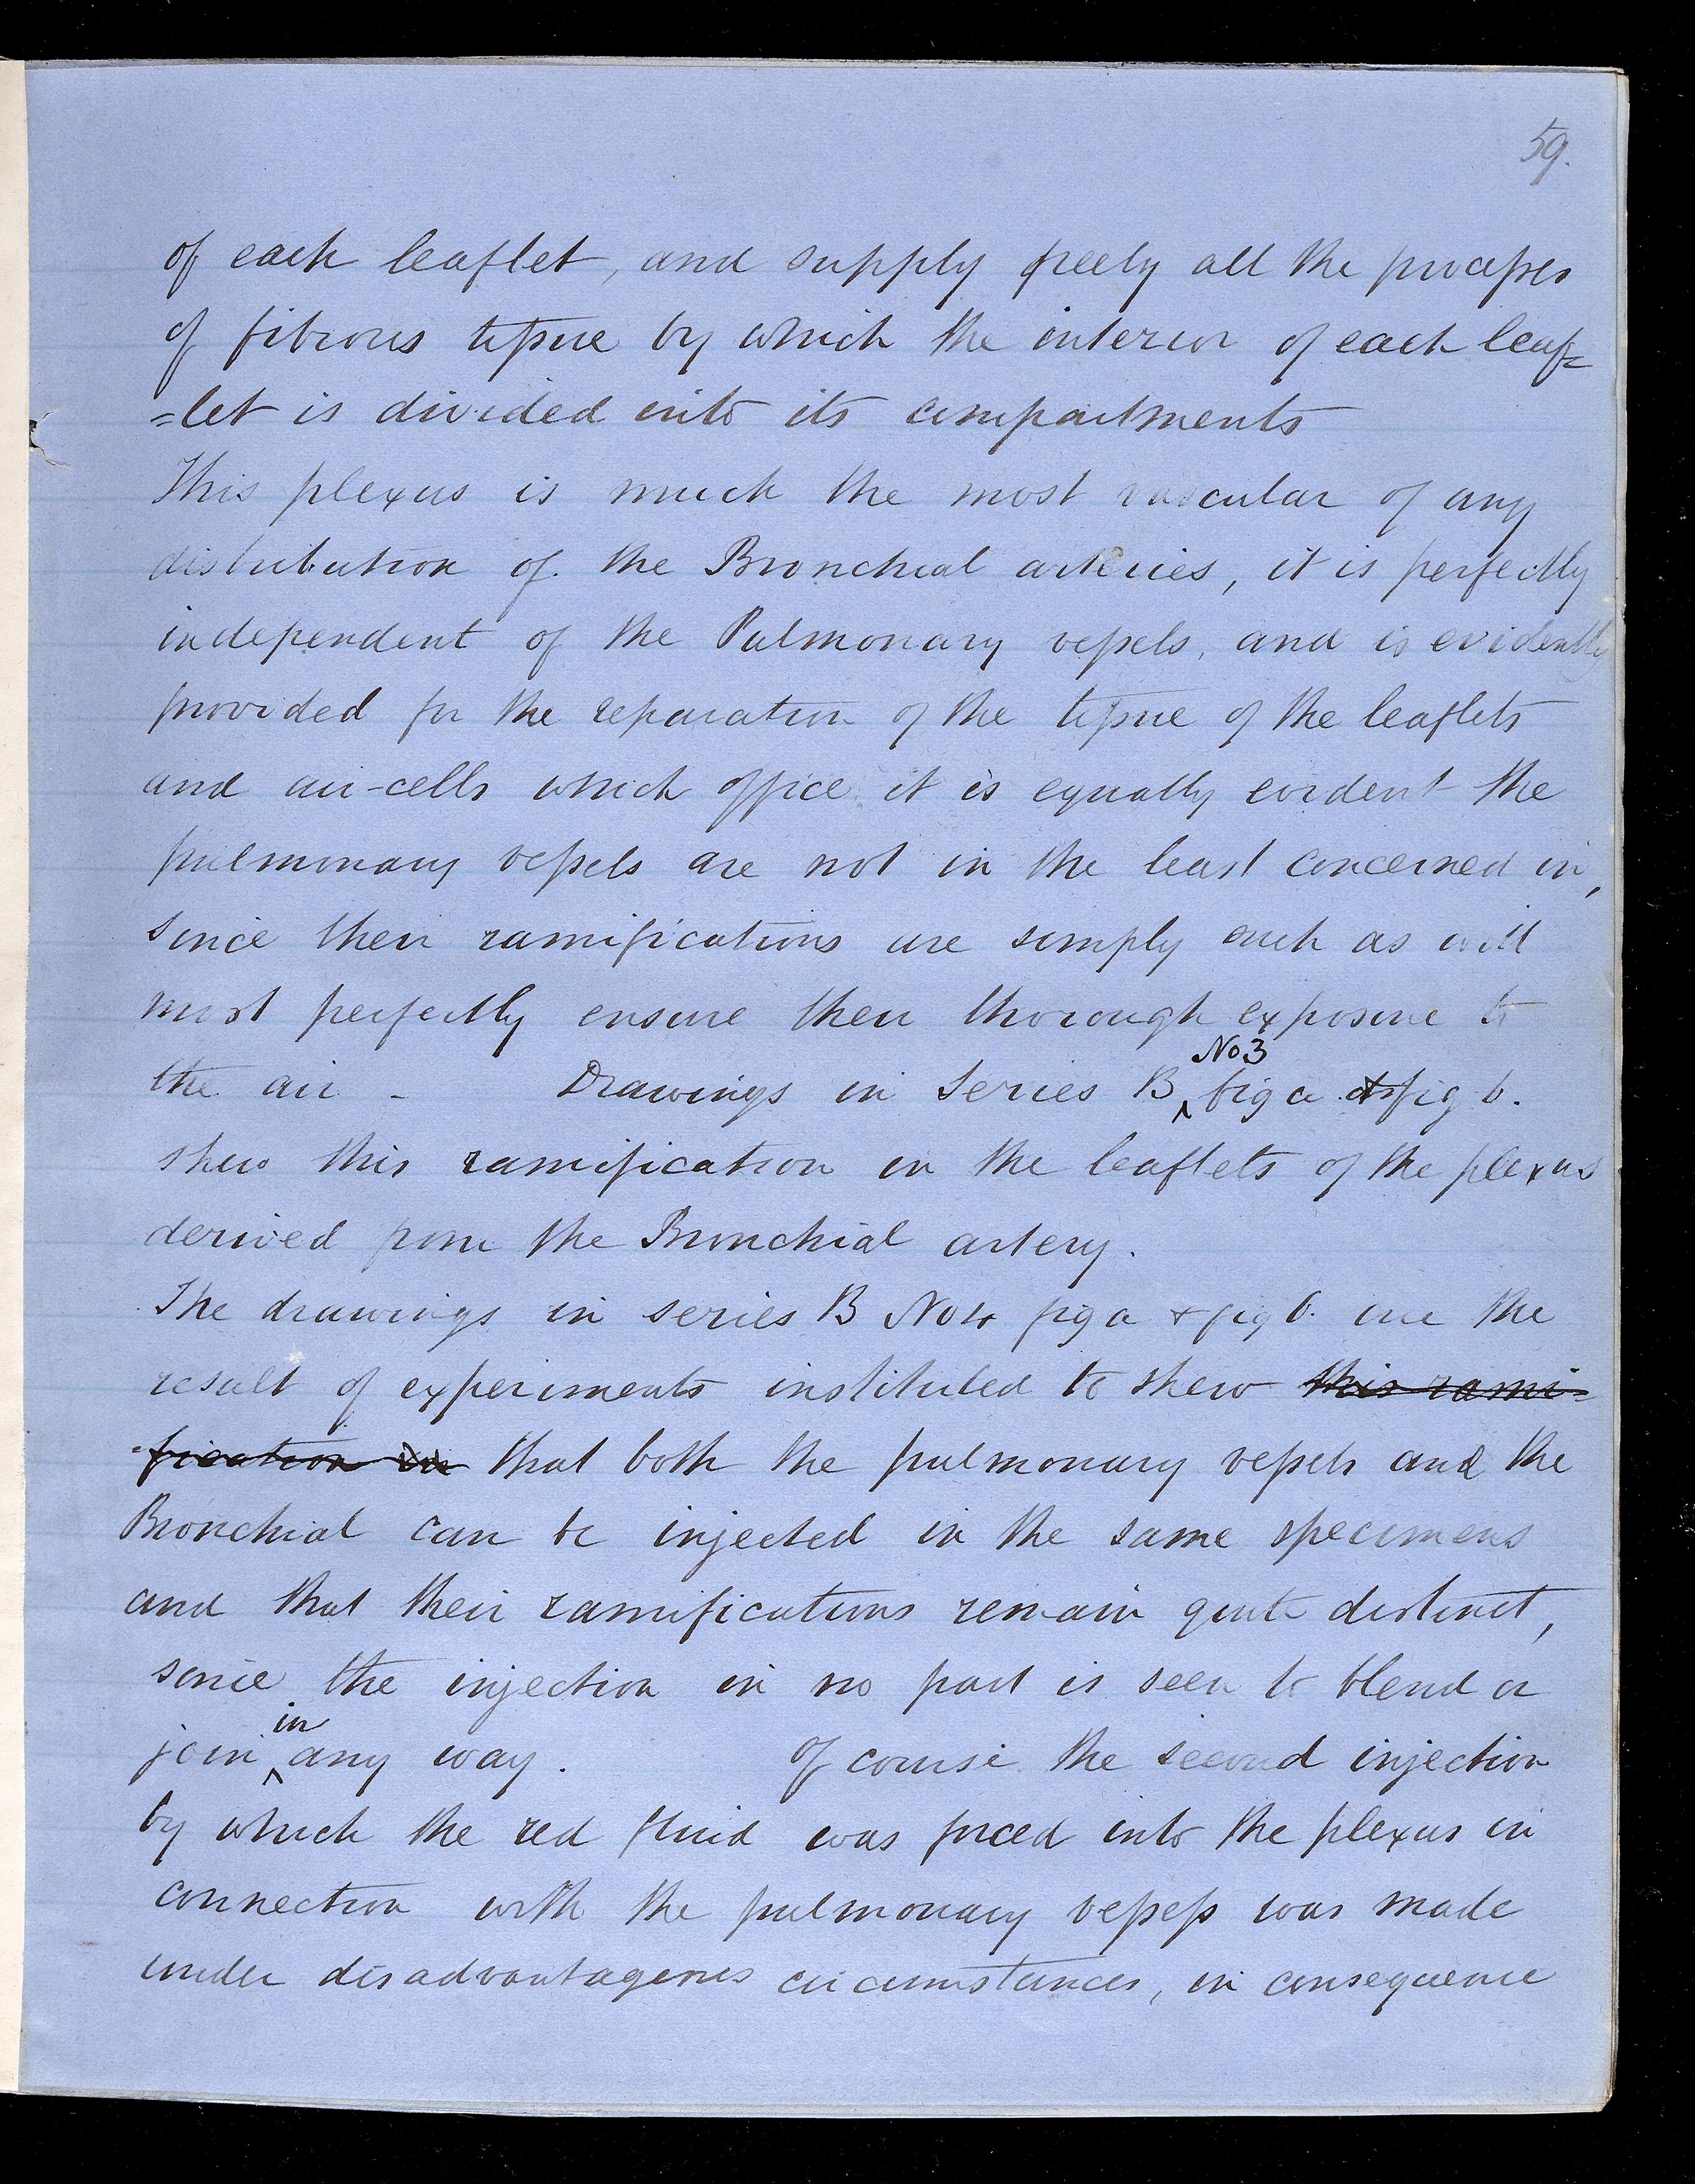 59.
of each leaflet, and supply freely all the processes
of fibrous tissue by which the interior of each leaf=
=let is divided into its compartments
This plexus is much the most vascular of any
distribution of the Bronchial arteries, it is perfectly
independent of the Pulmonary vessels, and is evidently
provided for the reparation of the tissue of the leaflets
and air-cells which office it is equally evident the
pulmonary vessels are not in the least concerned in,
since their ramifications are simply such as will
most perfectly ensure their thorough exposure to
No 3
the air - Drawings in Series B, fig a & fig b.
shew this ramification in the leaflets of the plexus
derived from the Bronchial artery.
The drawings in series B No 4 fig a & fig b. are the
result of experiments instituted to shew this rami=
=fication in that both the pulmonary vessels and the
Bronchial can be injected in the same specimens
and that their ramifications remain quite distinct,
since the injection in no part is seen to blend or
in
join any way. Of course the second injection
by which the red fluid was forced into the plexus in
connection with the pulmonary vessess was made
under disadvantageous circumstances, in consequence